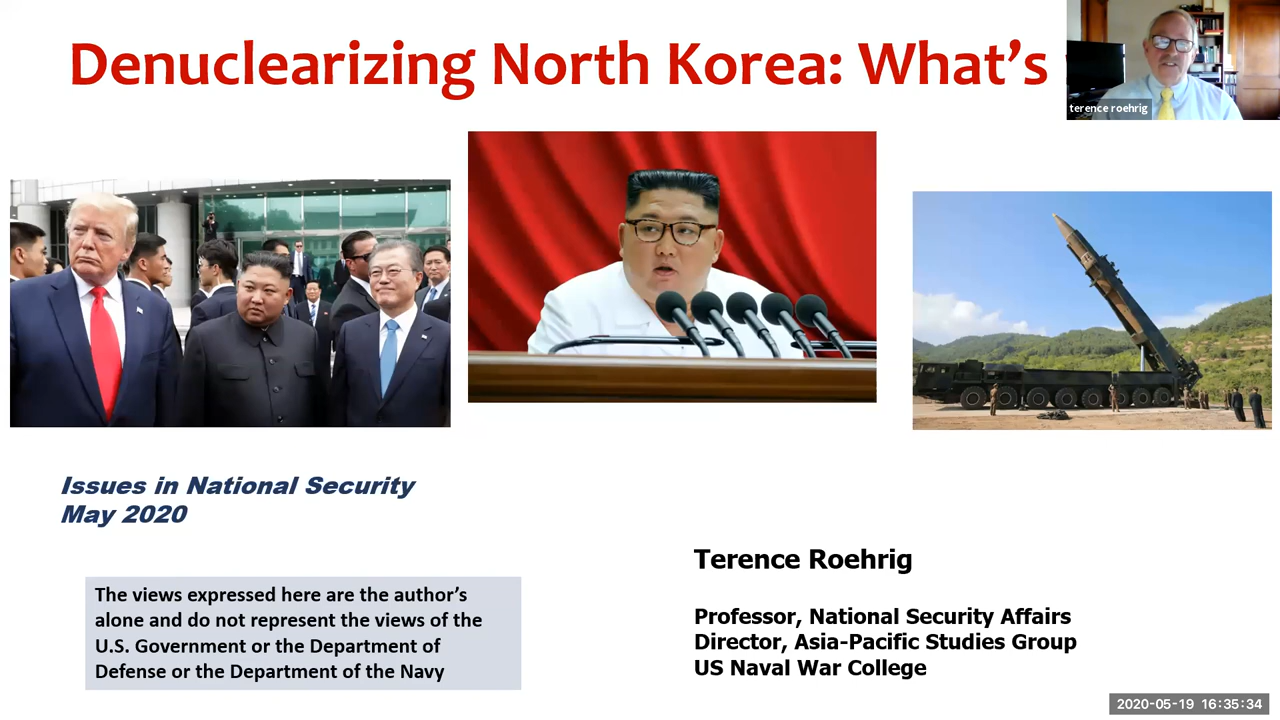 Denuclearizing North Korea: What's
terence roehrig
Issues in National Security
May 2020
The views expressed here are the author's
alone and do not represent the views of the
U.S. Government or the Department of
Defense or the Department of the Navy
Terence Roehrig
Professor, National Security Affairs
Director, Asia-Pacific Studies Group
US Naval War College
2020-05-19 16:35:34